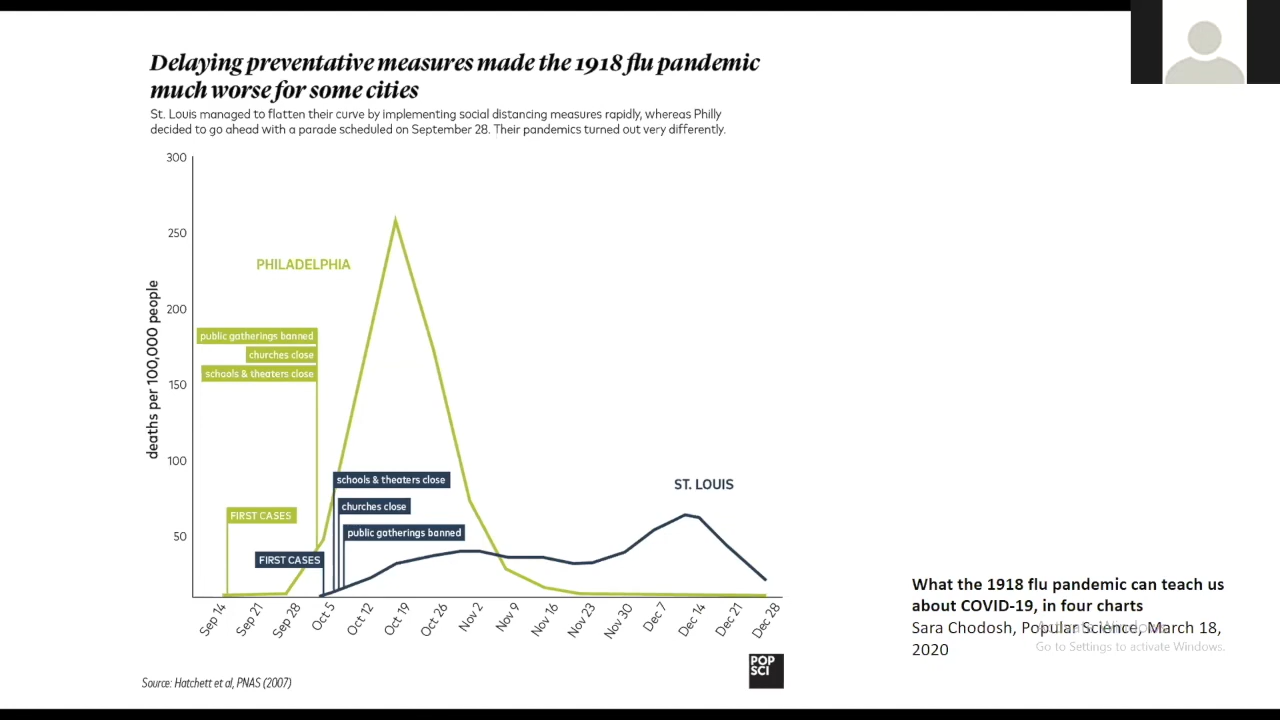 Delaying preventative measures made the 1918 flu pandemic
much worse for some cities
St. Louis managed to flatten their curve by implementing social distancing measures rapidly, whereas Philly
decided to go ahead with a parade scheduled on September 28. Their pandemics turned out very differently.
deaths per 100,000 people
300
250
200
150
100
50
PHILADELPHIA
public gatherings banned
churches close
schools & theaters close
FIRST CASES
schools & theaters close
churches close
public gatherings banned
FIRST CASES
ST. LOUIS
Sep 14
Sep 21
Sep 28
Oct 5
Oct 12
Oct 19
Oct 26
Nov 2
Nov 9
Nov 16
Nov 23
Nov 30
Dec 7
Dec 14
Dec 21
Dec 28
POP
SCI
Source: Hatchett et al, PNAS (2007)
What the 1918 flu pandemic can teach us
about COVID-19, in four charts
Sara Chodosh, Popular Science, March 18,
2020
Activate Windows
Go to Settings to activate Windows.